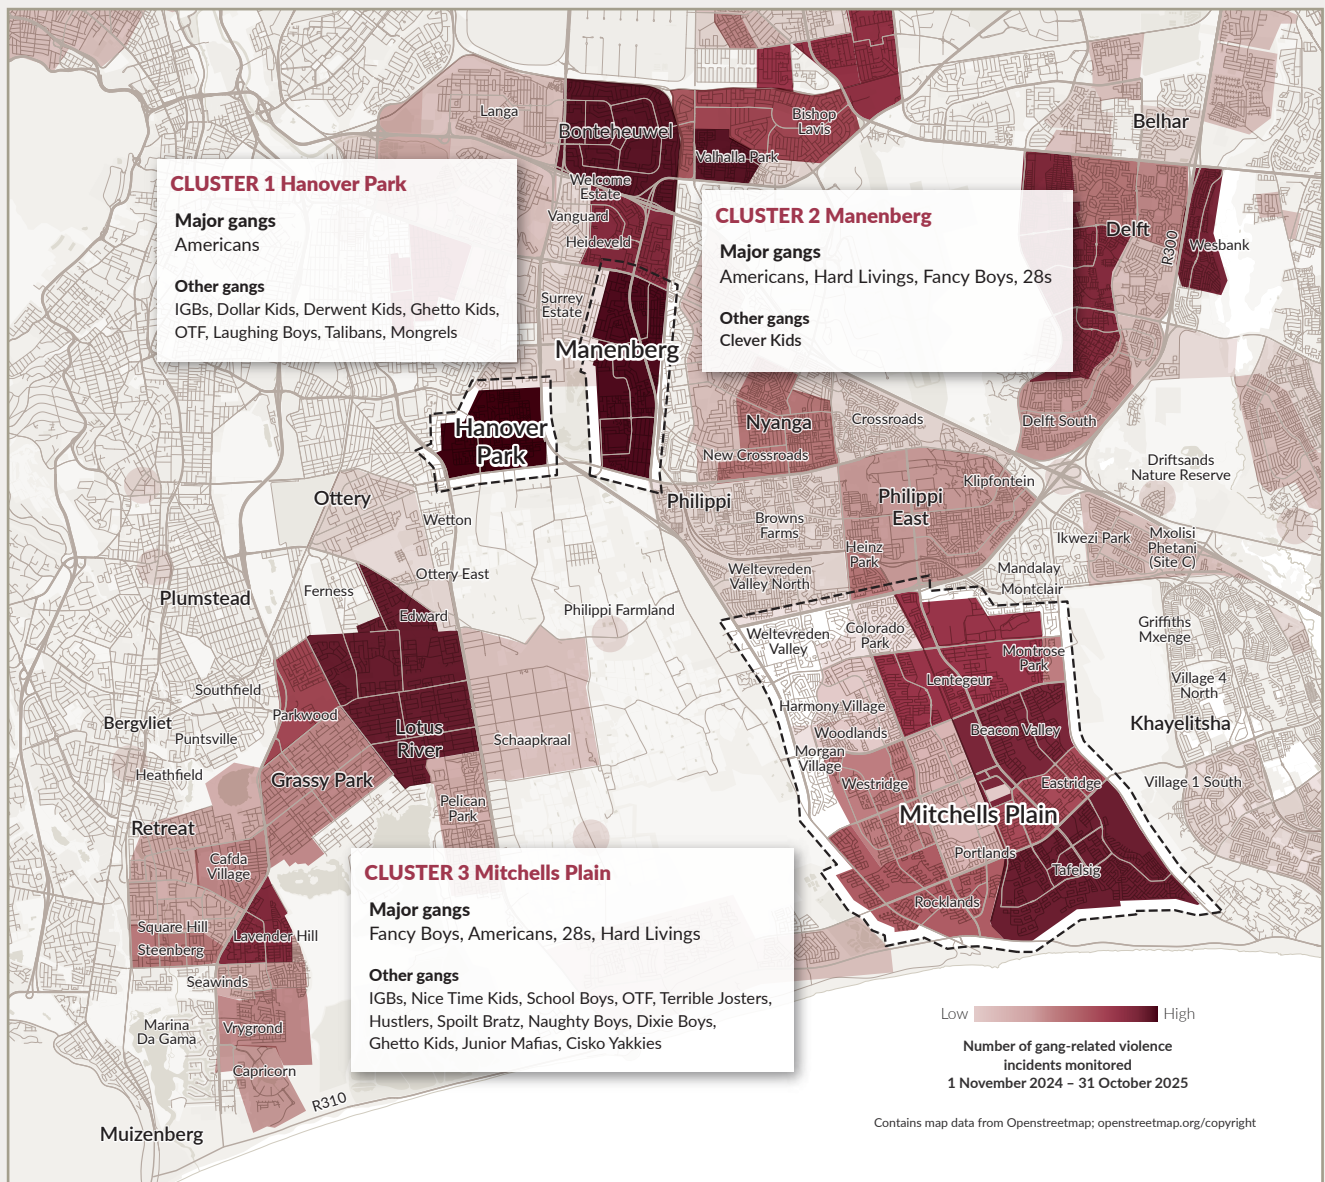 Langa
Bonteheuwel
Bishop
Lavis
Belhar
Valhalla Park
Welcome
Estate
Vanguard
Heideveld
Surrey
Estate
CLUSTER 1 Hanover Park
Major gangs
Americans
Other gangs
IGBs, Dollar Kids, Derwent Kids, Ghetto Kids,
OTF, Laughing Boys, Talibans, Mongrels
CLUSTER 2 Manenberg
Major gangs
Americans, Hard Livings, Fancy Boys, 28s
Other gangs
Clever Kids
Delft
R300
Wesbank
Manenberg
Hanover
Park
Nyanga
New Crossroads
Crossroads
Delft South
Driftsands
Nature Reserve
Klipfontein
Philippi
East
Philippi
Browns
Farms
Heinz
Park
Ikwezi Park
Mxolisi
Phetani
(Site C)
Ottery
Wetton
Ottery East
Weltevreden
Valley North
Mandalay
Montclair
Ferness
Plumstead
Edward
Philippi Farmland
Weltevreden
Valley
Colorado
Park
Montrose
Park
Griffiths
Mxenge
Lentegeur
Village 4
North
Southfield
Parkwood
Harmony Village
Bergvliet
Puntsville
Lotus
River
Schaapkraal
Woodlands
Beacon Valley
Khayelitsha
Morgan
Village
Heathfield
Grassy Park
Westridge
Eastridge
Village 1 South
Pelican
Park
Mitchells Plain
Retreat
Cafda
Village
Portlands
Tafelsig
Rocklands
Square Hill
Steenberg
Lavender Hill
Seawinds
Marina
Da Gama
Vrygrond
Capricorn
R310
Muizenberg
CLUSTER 3 Mitchells Plain
Major gangs
Fancy Boys, Americans, 28s, Hard Livings
Other gangs
IGBs, Nice Time Kids, School Boys, OTF, Terrible Josters,
Hustlers, Spoilt Bratz, Naughty Boys, Dixie Boys,
Ghetto Kids, Junior Mafias, Cisko Yakkies
Low
High
Number of gang-related violence
incidents monitored
1 November 2024 – 31 October 2025
Contains map data from Openstreetmap; openstreetmap.org/copyright